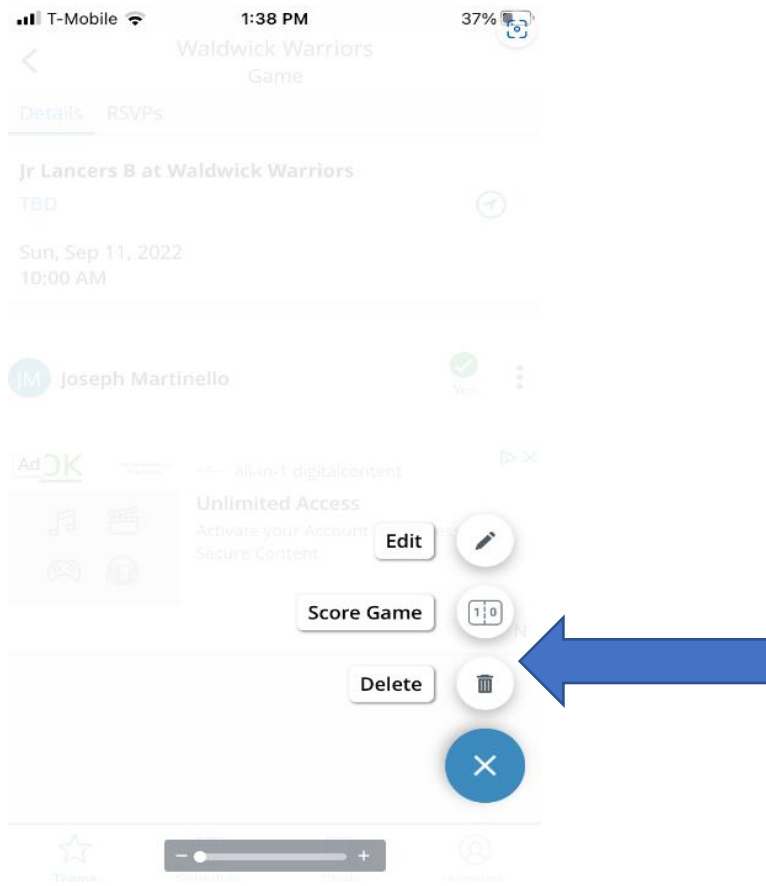 T-Mobile 1:38 PM 37%
Waldwick Warriors
Game
Details RSVPs
Jr Lancers B at Waldwick Warriors
TBD
Sun, Sep 11, 2022
10:00 AM
JM Joseph Martinello
Yes
Ad OK all-in-1 digitalcontent
Unlimited Access
Activate your Account
Secure Content
Edit
Score Game 1 0
N
Delete
Teams